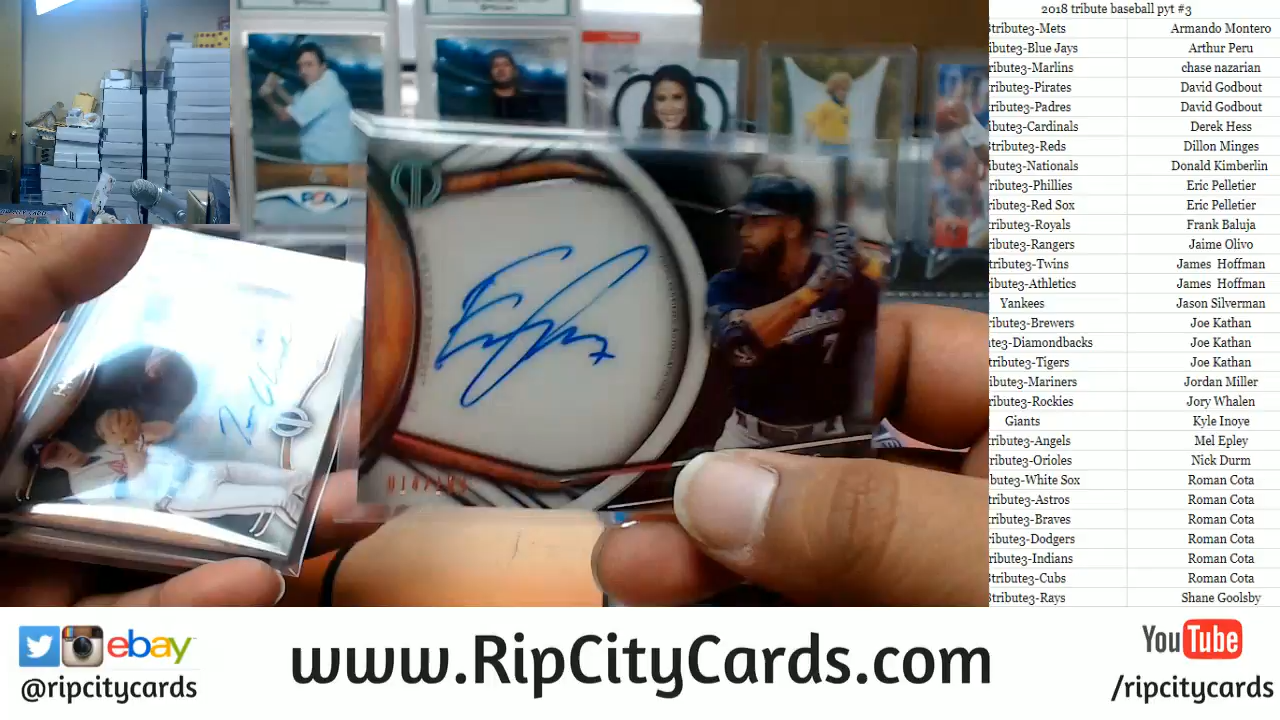 2018 tribute baseball pyt #3
tribute3-Mets Armando Montero
ribute3-Blue Jays Arthur Peru
ribute3-Marlins chase nazarian
ribute3-Pirates David Godbout
ribute3-Padres David Godbout
ibute3-Cardinals Derek Hess
tribute3-Reds Dillon Minges
bute3-Nationals Donald Kimberlin
ribute3-Phillies Eric Pelletier
ibute3-Red Sox Eric Pelletier
tribute3-Royals Frank Baluja
ibute3-Rangers Jaime Olivo
tribute3-Twins James Hoffman
ibute3-Athletics James Hoffman
Yankees Jason Silverman
ibute3-Brewers Joe Kathan
te3-Diamondbacks Joe Kathan
tribute3-Tigers Joe Kathan
ibute3-Mariners Jordan Miller
ribute3-Rockies Jory Whalen
Giants Kyle Inoye
tribute3-Angels Mel Epley
ribute3-Orioles Nick Durm
bute3-White Sox Roman Cota
tribute3-Astros Roman Cota
ribute3-Braves Roman Cota
ibute3-Dodgers Roman Cota
ribute3-Indians Roman Cota
tribute3-Cubs Roman Cota
tribute3-Rays Shane Goolsby
PSA
7
ebay
@ripcitycards
www.RipCityCards.com
YouTube
/ripcitycards